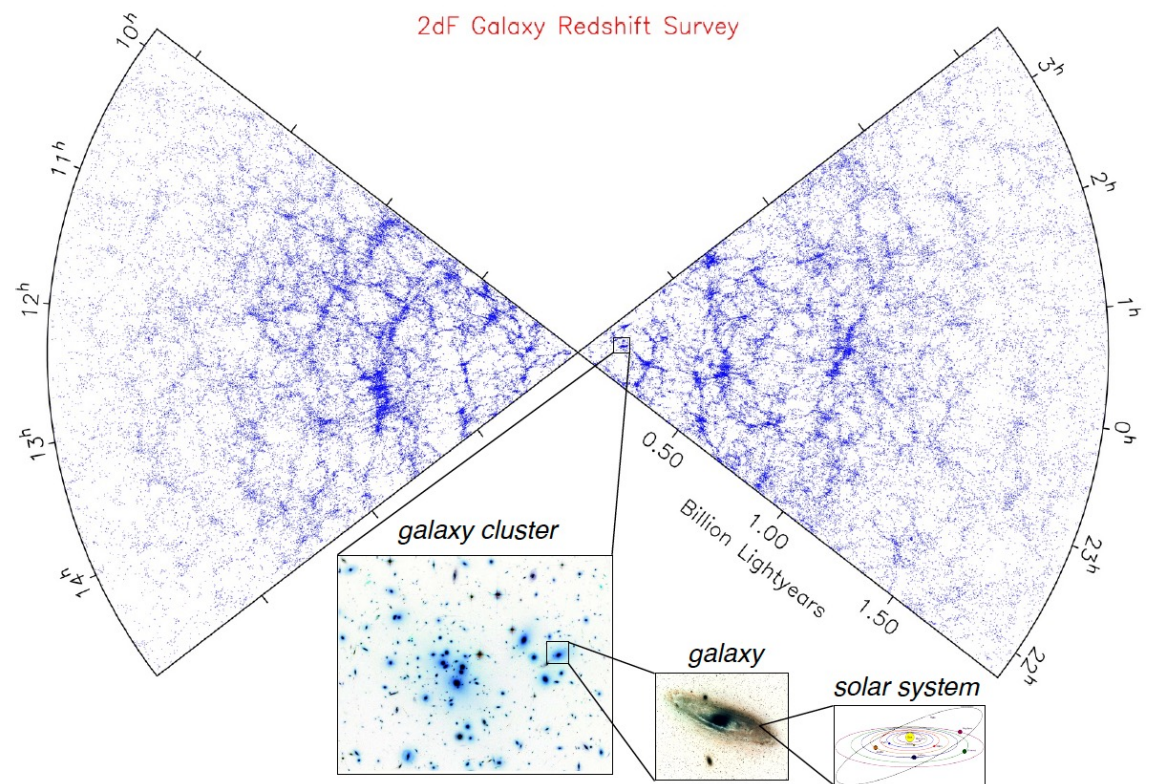 2dF Galaxy Redshift Survey
10h
11h
12h
13h
14h
3h
2h
1h
0h
23h
22h
0.50
1.00
1.50
Billion Lightyears
galaxy cluster
galaxy
solar system